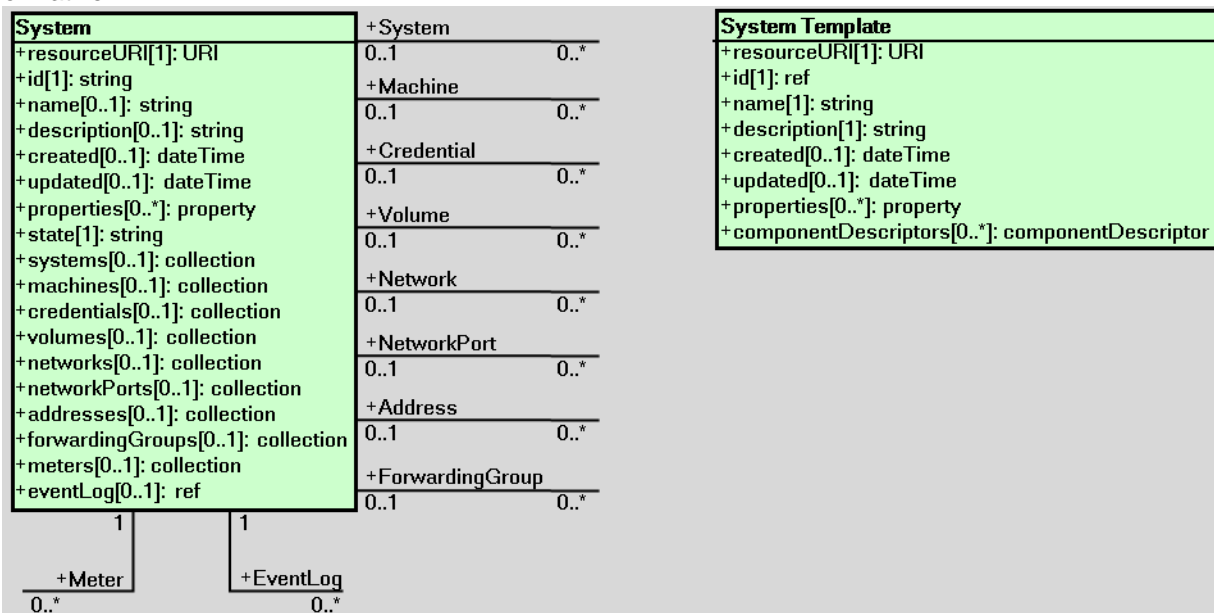 System
+resourceURI[1]: URI
+id[1]: string
+name[0..1]: string
+description[0..1]: string
+created[0..1]: dateTime
+updated[0..1]: dateTime
+properties[0..*]: property
+state[1]: string
+systems[0..1]: collection
+machines[0..1]: collection
+credentials[0..1]: collection
+volumes[0..1]: collection
+networks[0..1]: collection
+networkPorts[0..1]: collection
+addresses[0..1]: collection
+forwardingGroups[0..1]: collection
+meters[0..1]: collection
+eventLog[0..1]: ref
+System
0..1 0..*
+Machine
0..1 0..*
+Credential
0..1 0..*
+Volume
0..1 0..*
+Network
0..1 0..*
+NetworkPort
0..1 0..*
+Address
0..1 0..*
+ForwardingGroup
0..1 0..*
1 1
+Meter +EventLog
0..* 0..*
System Template
+resourceURI[1]: URI
+id[1]: ref
+name[1]: string
+description[1]: string
+created[0..1]: dateTime
+updated[0..1]: dateTime
+properties[0..*]: property
+componentDescriptors[0..*]: componentDescriptor